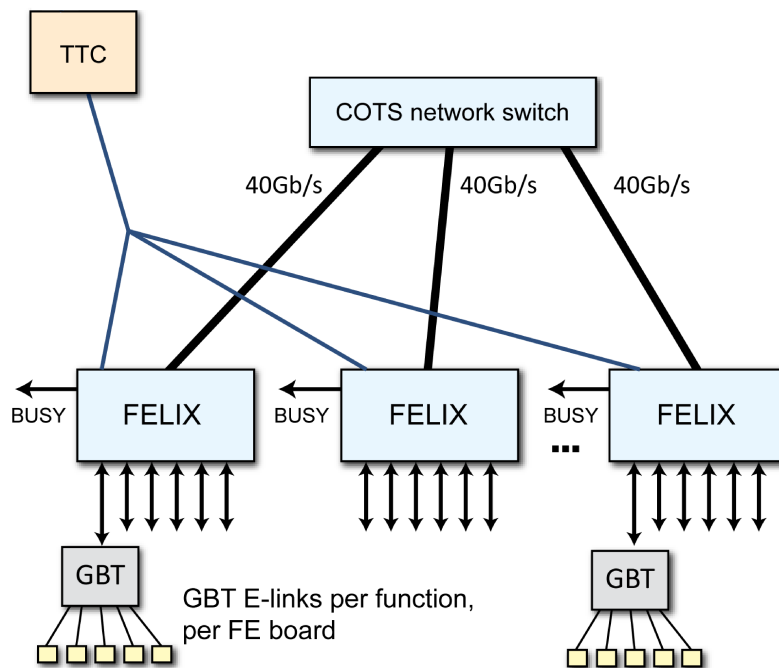 TTC
COTS network switch
40Gb/s
40Gb/s
40Gb/s
BUSY
FELIX
BUSY
FELIX
BUSY
...
FELIX
GBT
GBT E-links per function,
per FE board
GBT